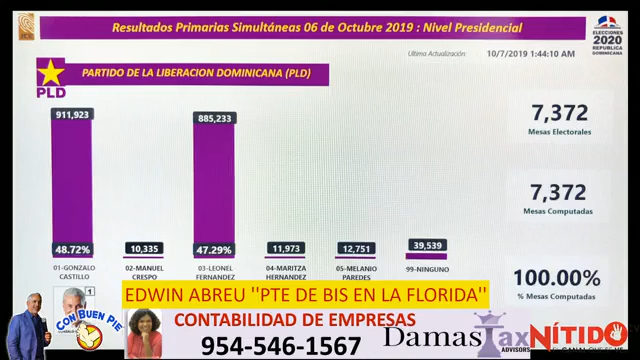 Resultados Primarias Simultáneas 06 de Octubre 2019 : Nivel Presidencial
ELECCIONES
2020
REPUBLICA
DOMINICANA
Ultima Actualización: 10/7/2019 1:44:10 AM
PLD
PARTIDO DE LA LIBERACION DOMINICANA (PLD)
911,923
885,233
10,335
11,973
12,751
39,539
48.72%
47.29%
01-GONZALO
CASTILLO
02-MANUEL
CRESPO
03-LEONEL
FERNANDEZ
04-MARITZA
HERNANDEZ
05-MELANIO
PAREDES
99-NINGUNO
7,372
Mesas Electorales
7,372
Mesas Computadas
100.00%
% Mesas Computadas
1
EDWIN ABREU "PTE DE BIS EN LA FLORIDA"
CON BUEN PIE
CONTABILIDAD DE EMPRESAS
954-546-1567
DamasTax
ADVISORS
NÍTIDO